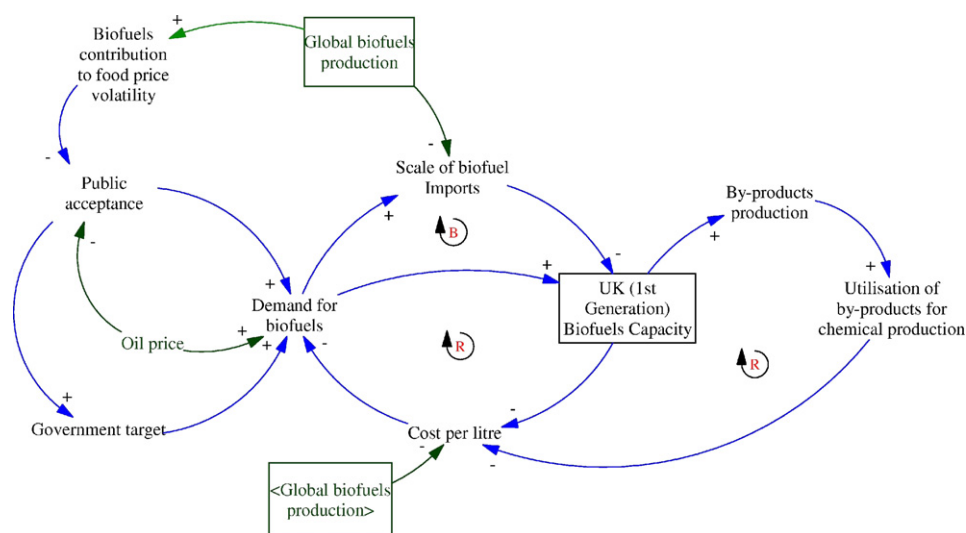 +
Biofuels
contribution
to food price
volatility
Global biofuels
production
-
-
Public
acceptance
Scale of biofuel
Imports
By-products
production
+
+
B
-
-
+
+
+
Demand for
biofuels
UK (1st
Generation)
Biofuels Capacity
Utilisation of
by-products for
chemical production
Oil price
+
+
-
R
R
+
Government target
-
Cost per litre
-
-
<Global biofuels
production>